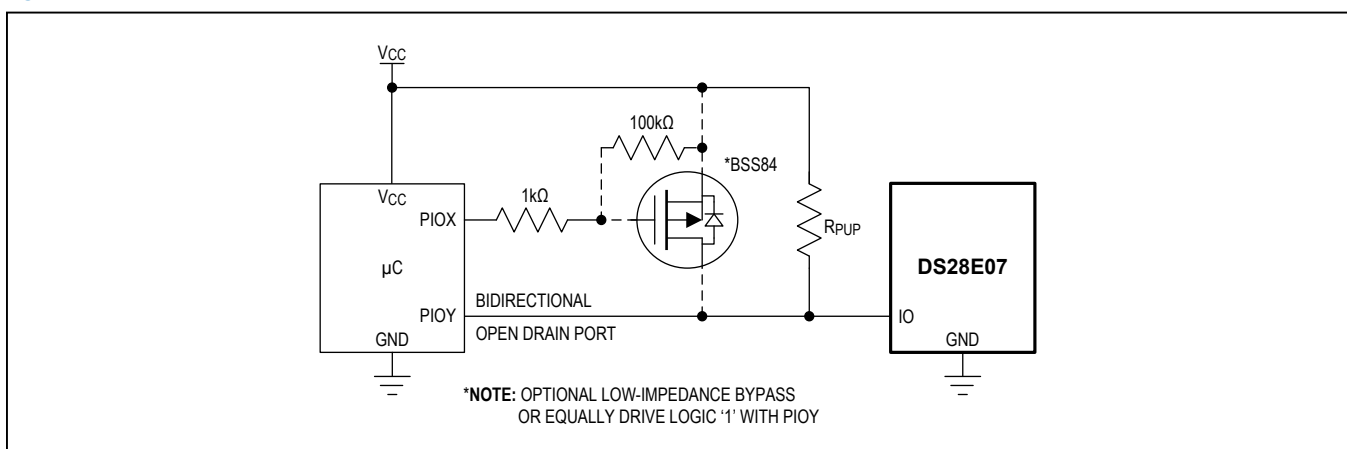 VCC
100kΩ
*BSS84
VCC
1kΩ
PIOX
RPUP
DS28E07
µC
BIDIRECTIONAL
PIOY
IO
OPEN DRAIN PORT
GND
GND
*NOTE: OPTIONAL LOW-IMPEDANCE BYPASS
OR EQUALLY DRIVE LOGIC ‘1’ WITH PIOY